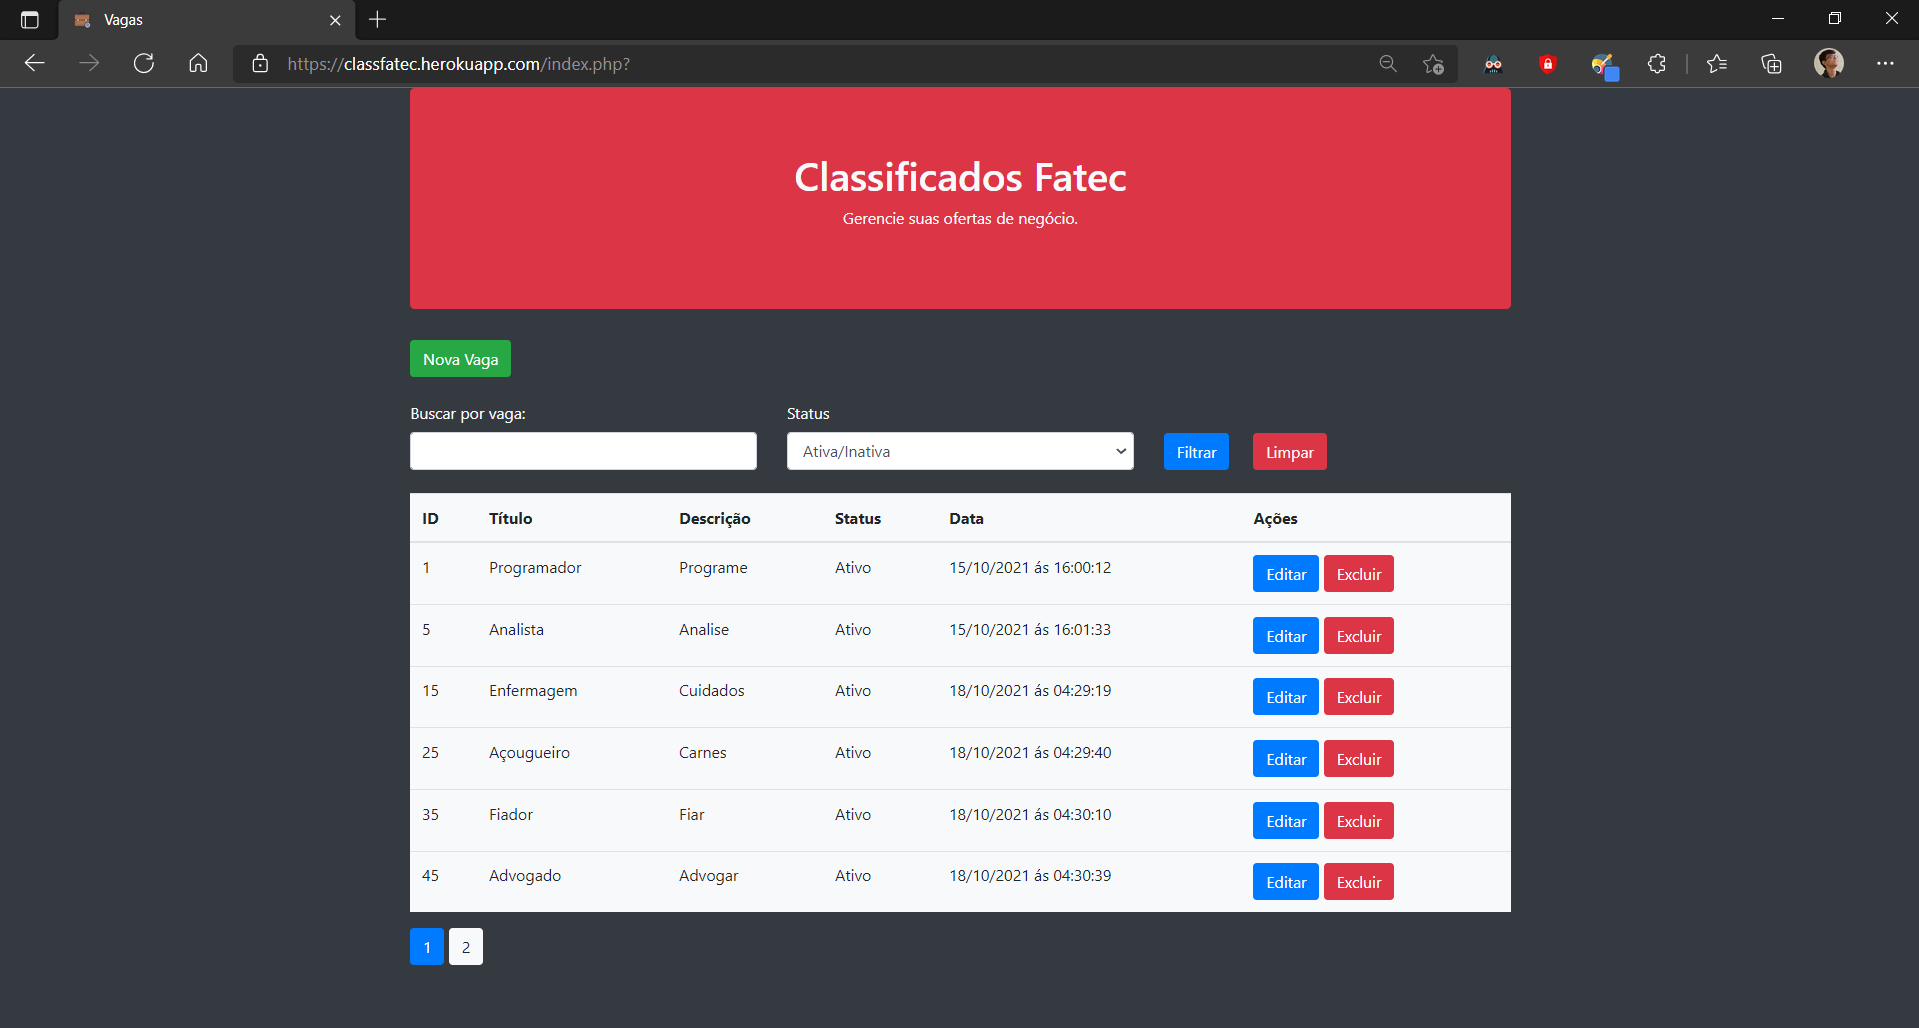 Vagas
https://classfatec.herokuapp.com/index.php?
Classificados Fatec
Gerencie suas ofertas de negócio.
Nova Vaga
Buscar por vaga: Status
Ativa/Inativa Filtrar Limpar
ID Título Descrição Status Data Ações
1 Programador Programe Ativo 15/10/2021 ás 16:00:12 Editar Excluir
5 Analista Analise Ativo 15/10/2021 ás 16:01:33 Editar Excluir
15 Enfermagem Cuidados Ativo 18/10/2021 ás 04:29:19 Editar Excluir
25 Açougueiro Carnes Ativo 18/10/2021 ás 04:29:40 Editar Excluir
35 Fiador Fiar Ativo 18/10/2021 ás 04:30:10 Editar Excluir
45 Advogado Advogar Ativo 18/10/2021 ás 04:30:39 Editar Excluir
1 2